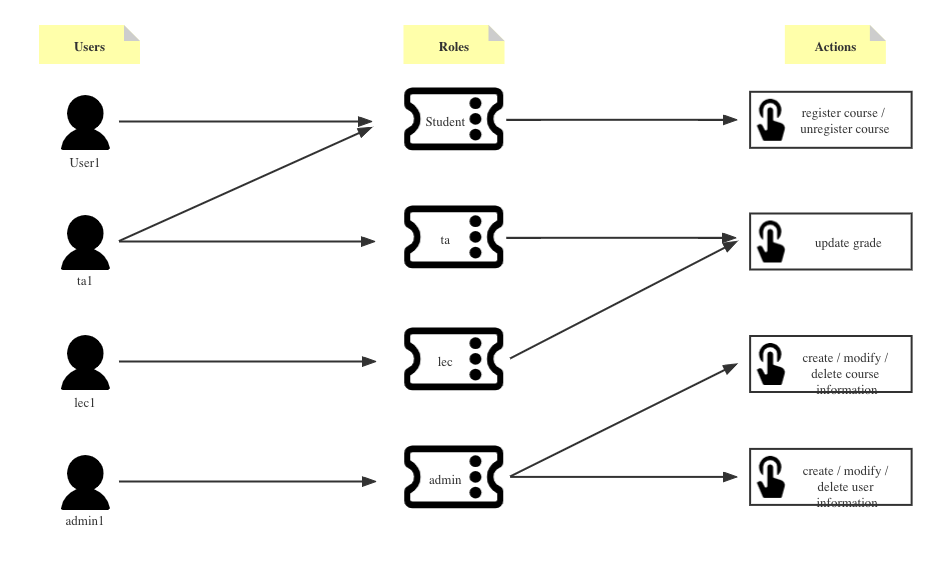 Users
Roles
Actions
User1
Student
register course /
unregister course
ta1
ta
update grade
lec1
lec
create / modify /
delete course
information
admin1
admin
create / modify /
delete user
information